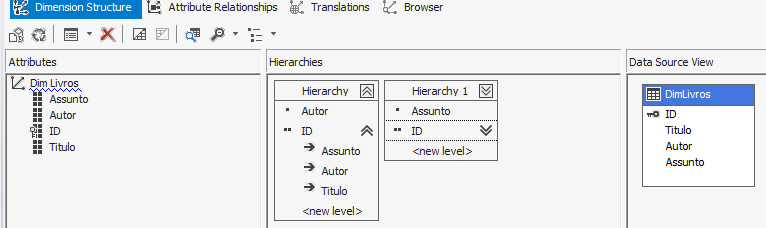 Dimension Structure Attribute Relationships Translations Browser
Attributes
Dim Livros
Assunto
Autor
ID
Titulo
Hierarchies
Hierarchy
Autor
ID
Assunto
Autor
Titulo
<new level>
Hierarchy 1
Assunto
ID
<new level>
Data Source View
DimLivros
ID
Titulo
Autor
Assunto